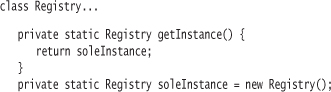 class Registry...
private static Registry getInstance() {
return soleInstance;
}
private static Registry soleInstance = new Registry();